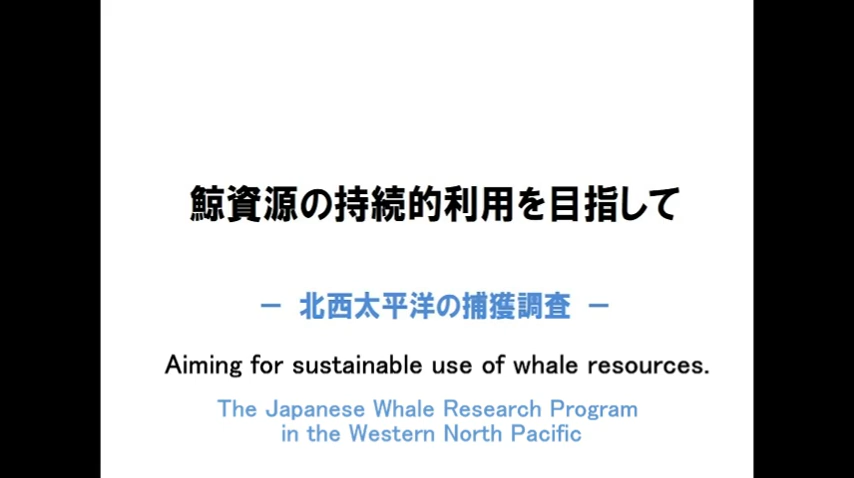 鯨資源の持続的利用を目指して
－ 北西太平洋の捕獲調査 －
Aiming for sustainable use of whale resources.
The Japanese Whale Research Program
in the Western North Pacific